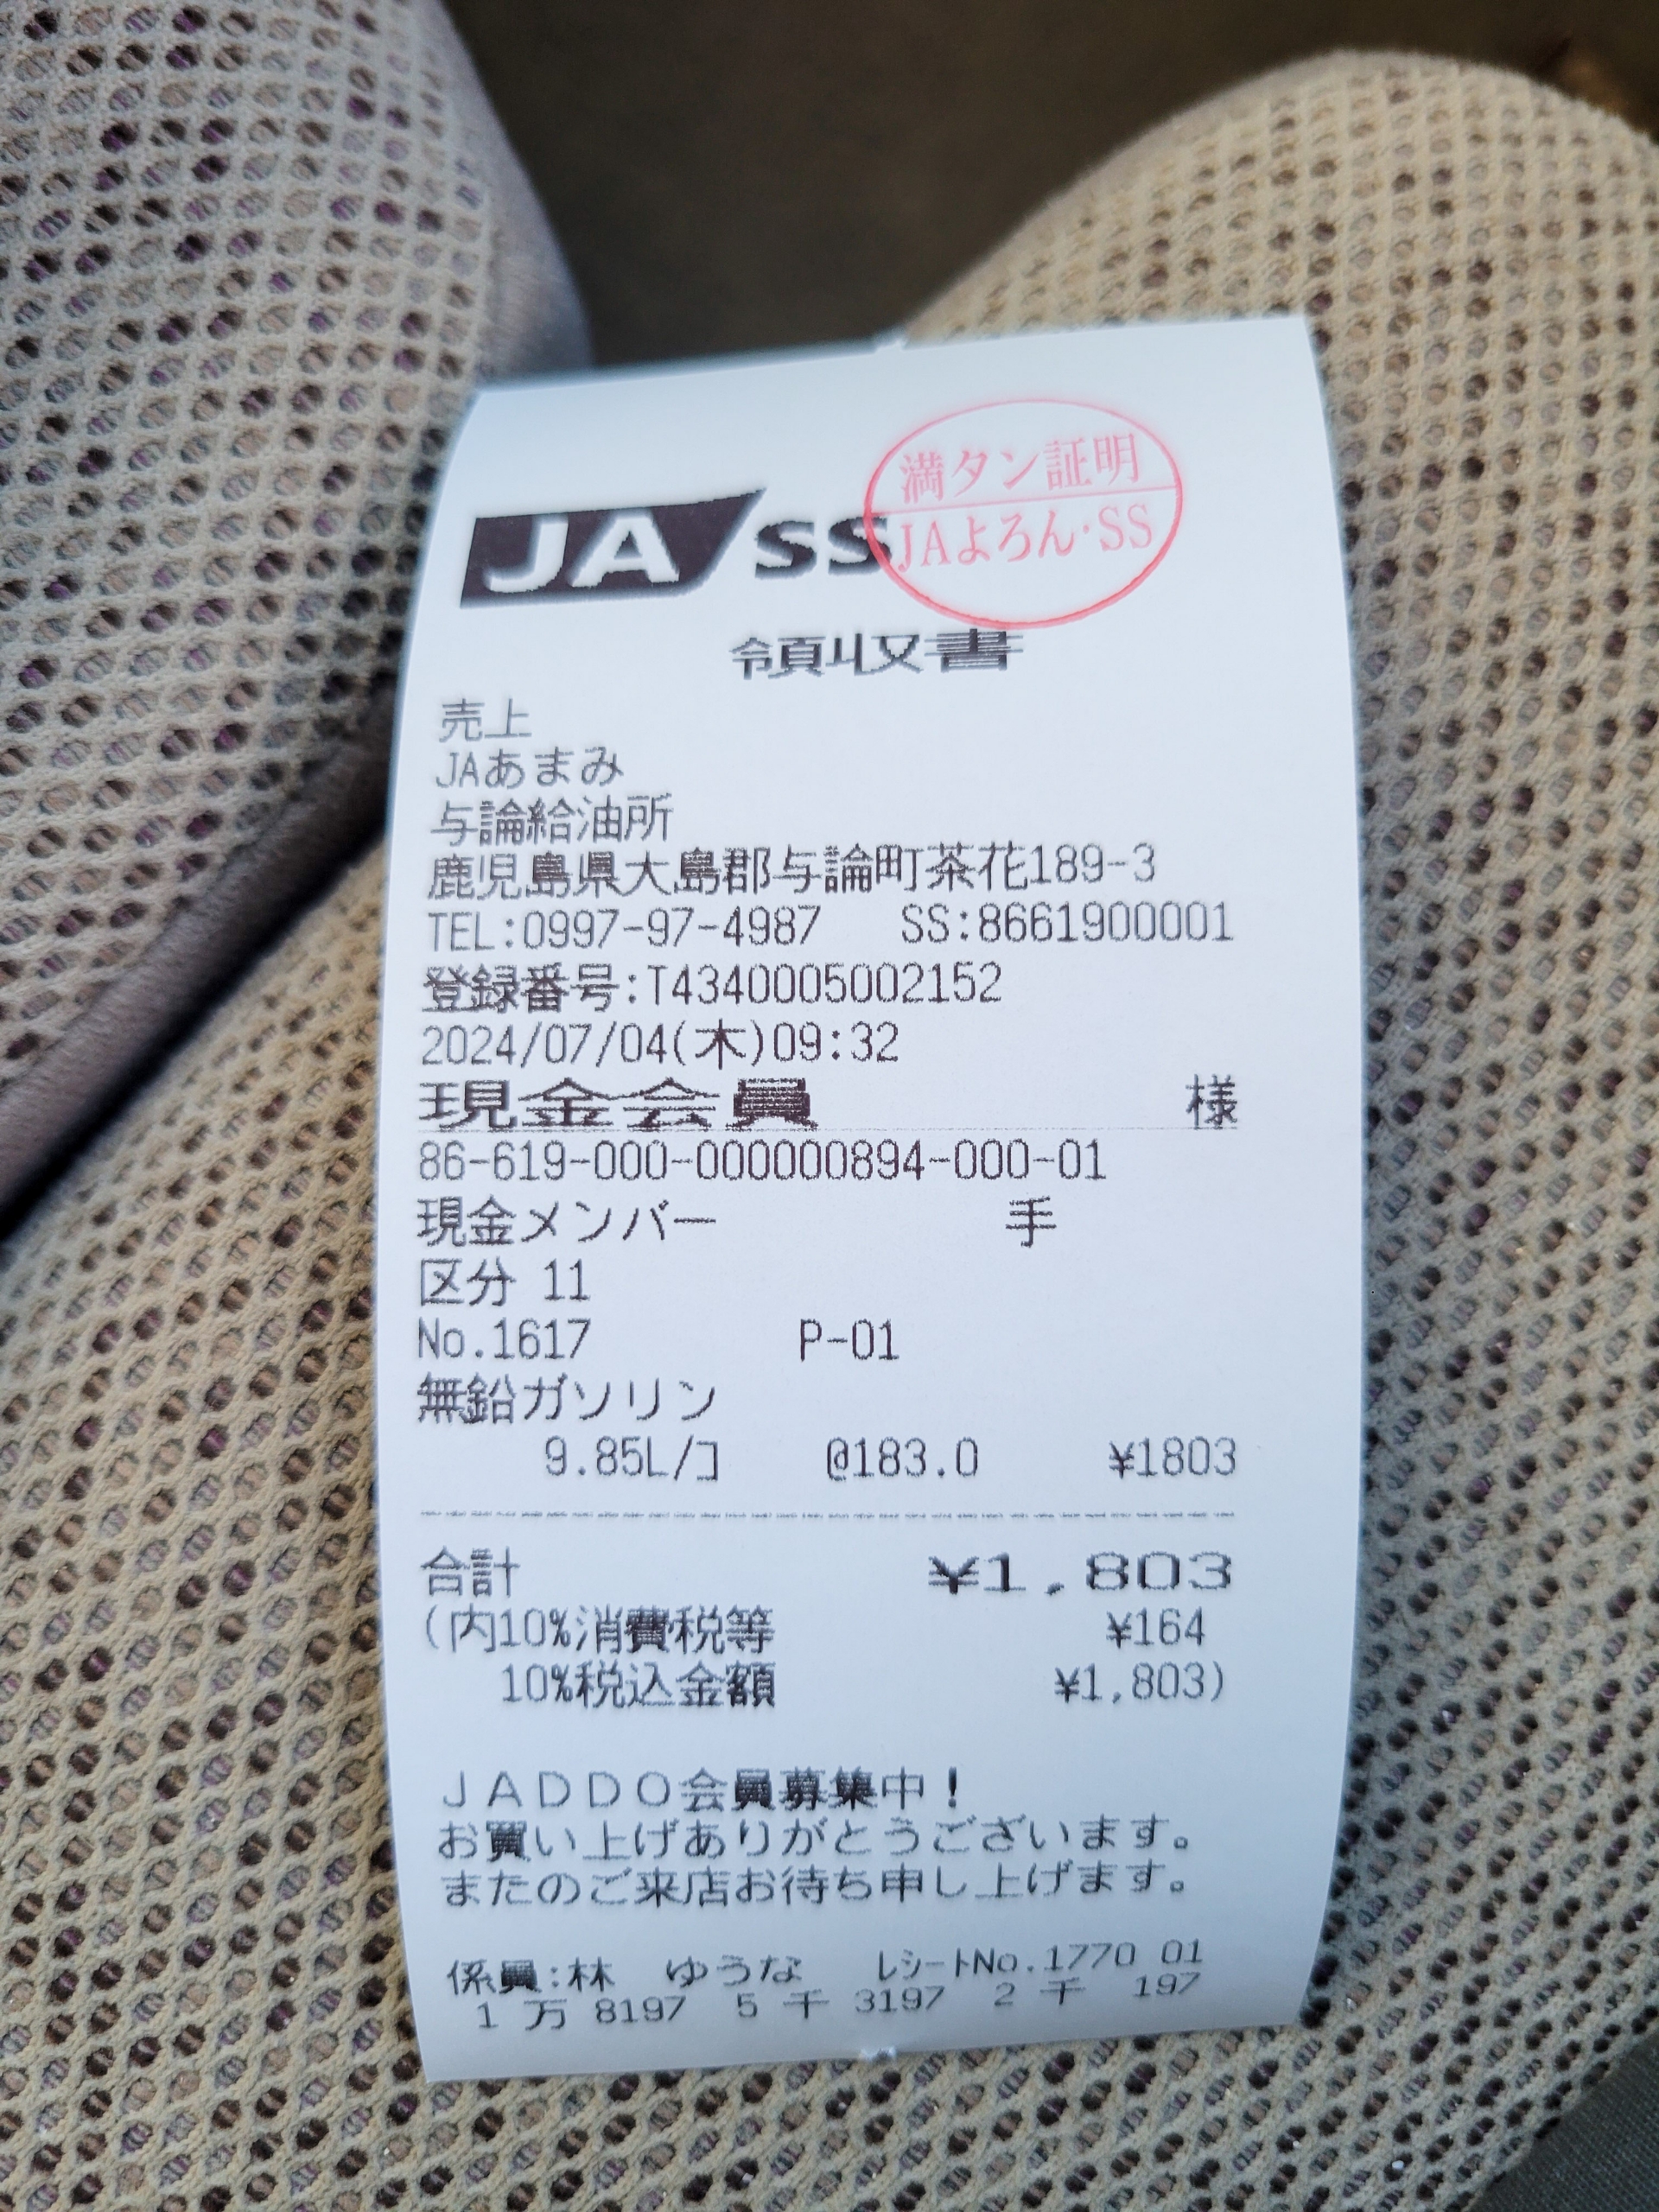 満タン証明
JAよろん・SS
JA SS
領収書
売上
JAあまみ
与論給油所
鹿児島県大島郡与論町茶花189-3
TEL:0997-97-4987 SS:8661900001
登録番号:T4340005002152
2024/07/04(木)09:32
現金会員 様
86-619-000-000000894-000-01
現金メンバー 手
区分 11
No.1617 P-01
無鉛ガソリン
9.85L/コ @183.0 ¥1803
合計 ¥1,803
(内10%消費税等 ¥164
10%税込金額 ¥1,803)
JADDO会員募集中!
お買い上げありがとうございます。
またのご来店お待ち申し上げます。
係員:林 ゆうな レシートNo.1770 01
1万 8197 5千 3197 2千 197